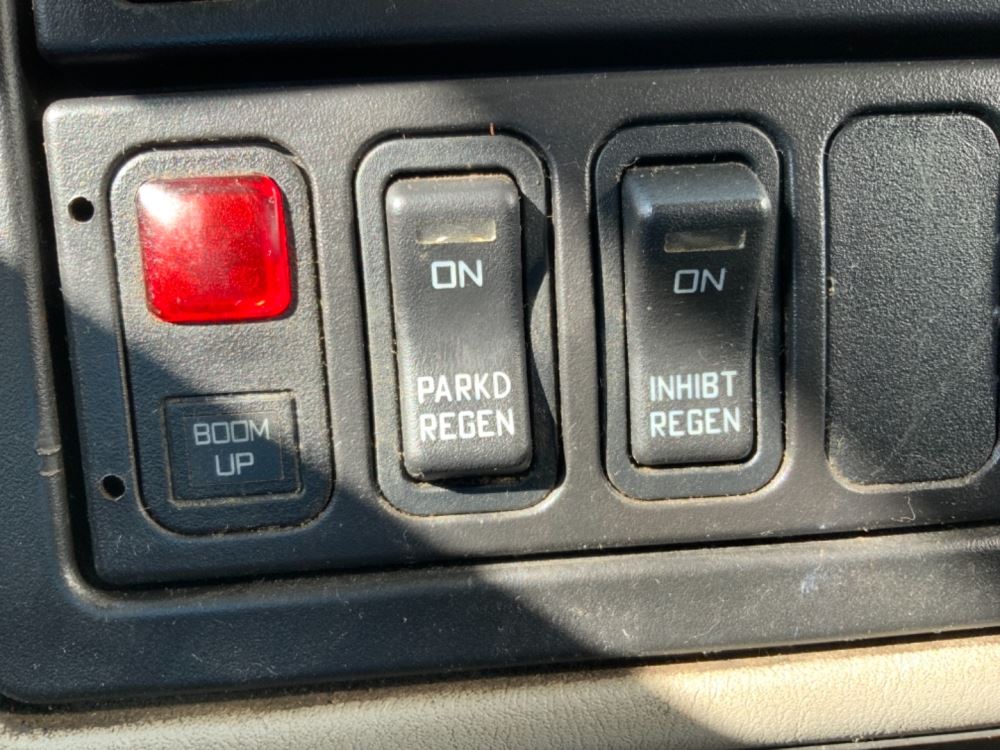 BOOM
UP
ON
PARKD
REGEN
ON
INHIBT
REGEN